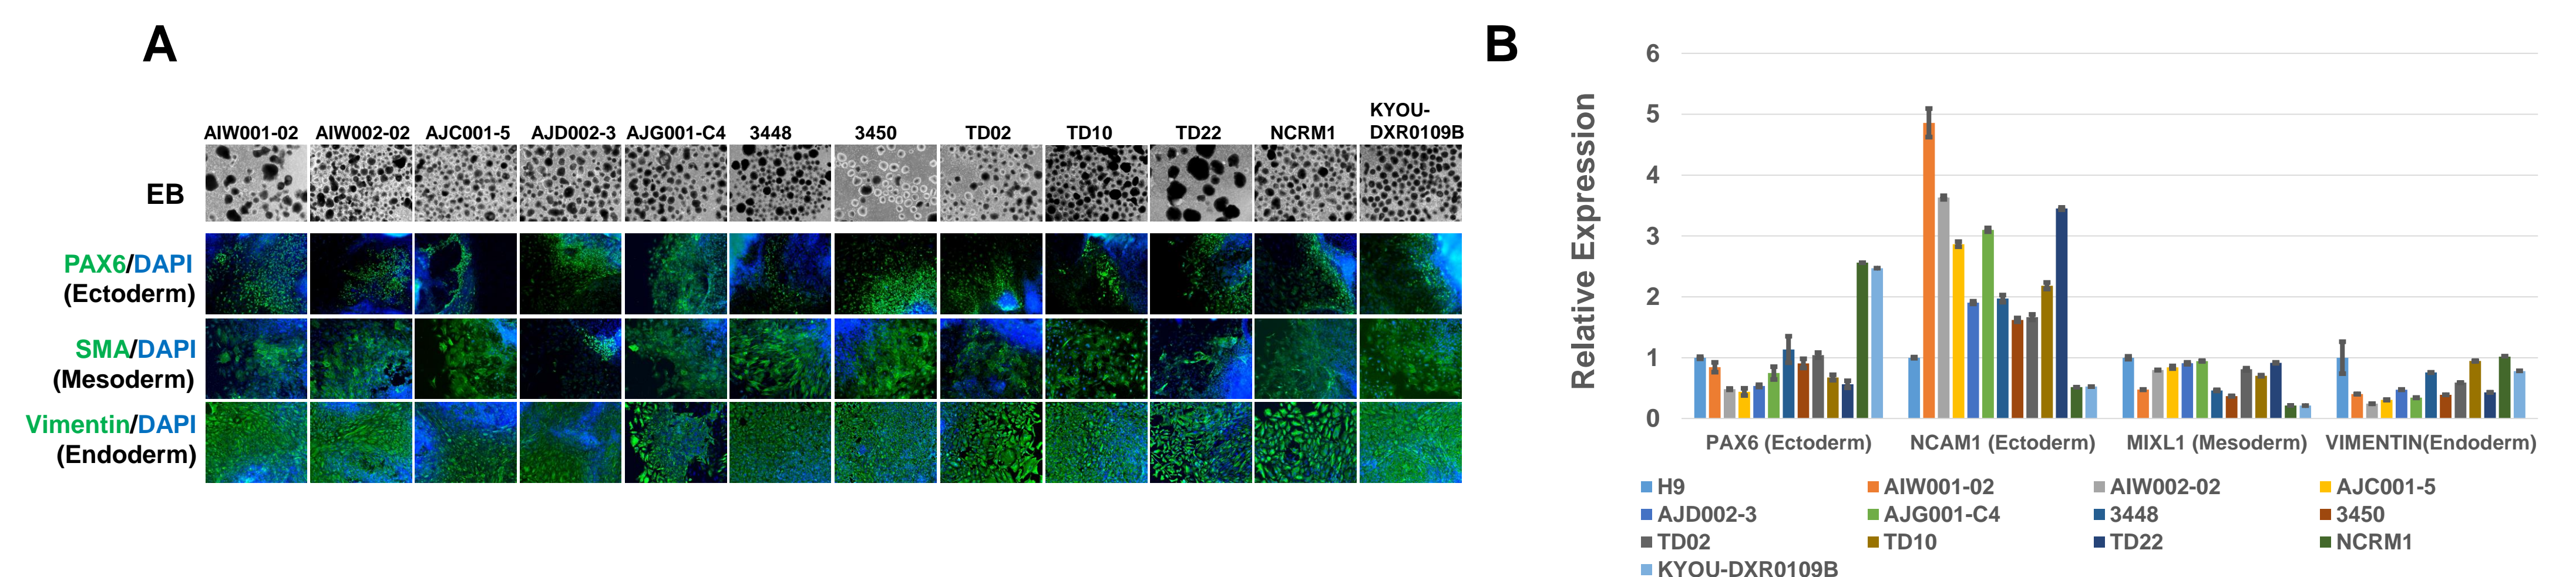 A
AIW001-02 AIW002-02 AJC001-5 AJD002-3 AJG001-C4 3448 3450 TD02 TD10 TD22 NCRM1 KYOU-
DXR0109B
EB
PAX6/DAPI
(Ectoderm)
SMA/DAPI
(Mesoderm)
Vimentin/DAPI
(Endoderm)
B
Relative Expression
6
5
4
3
2
1
0
PAX6 (Ectoderm) NCAM1 (Ectoderm) MIXL1 (Mesoderm) VIMENTIN(Endoderm)
H9 AIW001-02 AIW002-02 AJC001-5
AJD002-3 AJG001-C4 3448 3450
TD02 TD10 TD22 NCRM1
KYOU-DXR0109B